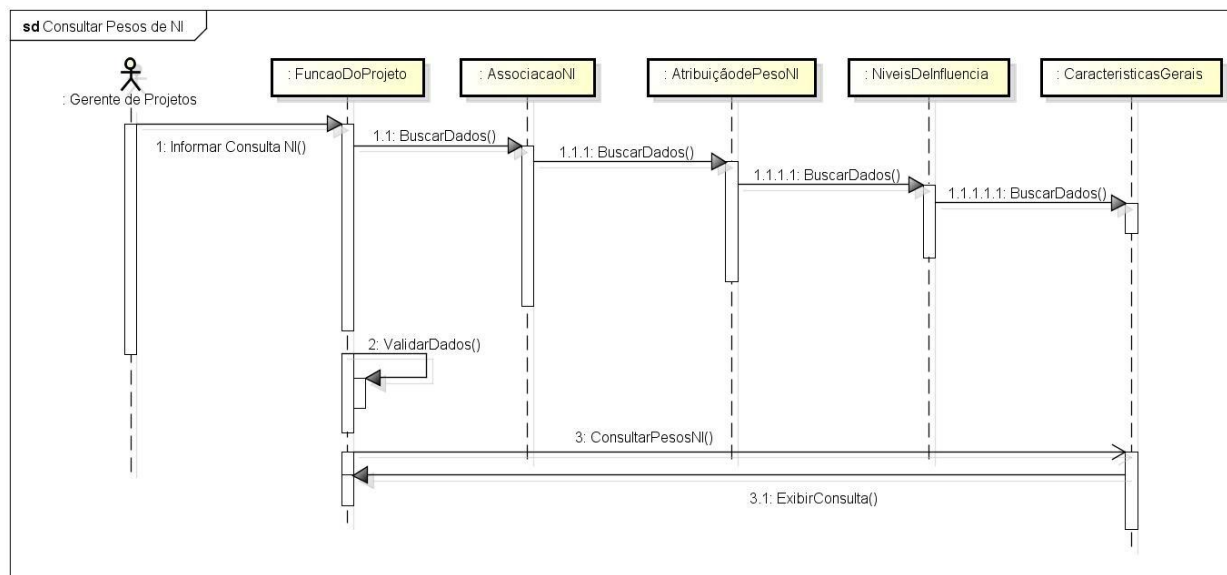 sd Consultar Pesos de NI
: Gerente de Projetos
: FuncaoDoProjeto
: AssociacaoNI
: AtribuiçãodePesoNI
: NiveisDeInfluencia
: CaracteristicasGerais
1: Informar Consulta NI()
1.1: BuscarDados()
1.1.1: BuscarDados()
1.1.1.1: BuscarDados()
1.1.1.1.1: BuscarDados()
2: ValidarDados()
3: ConsultarPesosNI()
3.1: ExibirConsulta()